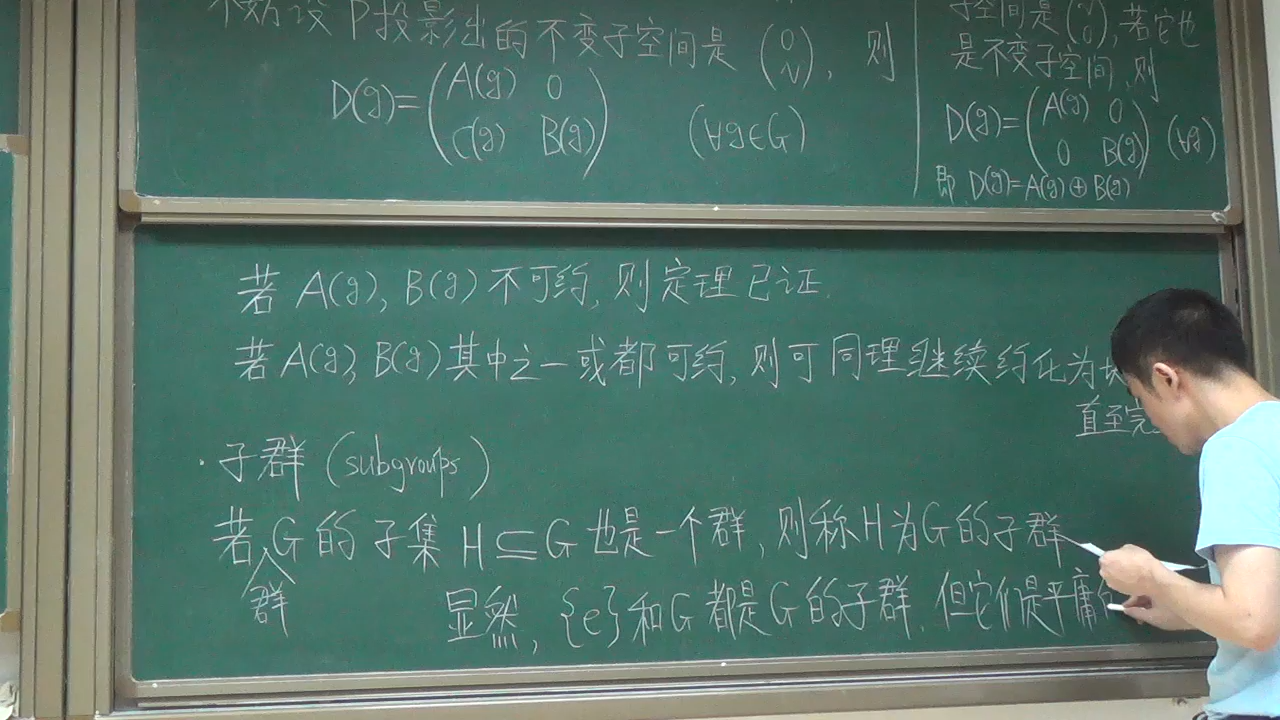 不妨设 P投影出的不变子空间是 (0 N), 则
D(g)=(A(g) 0
C(g) B(g)) (∀g∈G)
子空间是(N 0),若它也
是不变子空间,则
D(g)=(A(g) 0
0 B(g)) (∀g)
即 D(g)=A(g)⊕B(g)
若 A(g), B(g) 不可约, 则定理已证.
若 A(g), B(g) 其中之一或都可约, 则可同理继续约化为块
直至完
· 子群 (subgroups)
若 G 的子集 H⊆G 也是一个群, 则称H为G的子群
群
显然, {e}和G都是G的子群. 但它们是平庸的